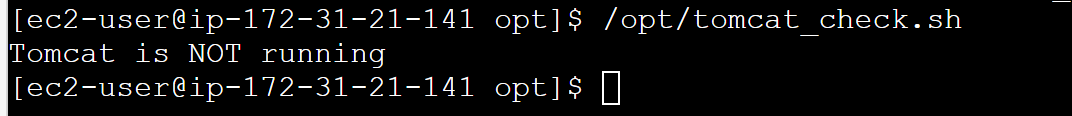 [ec2-user@ip-172-31-21-141 opt]$ /opt/tomcat_check.sh
Tomcat is NOT running
[ec2-user@ip-172-31-21-141 opt]$